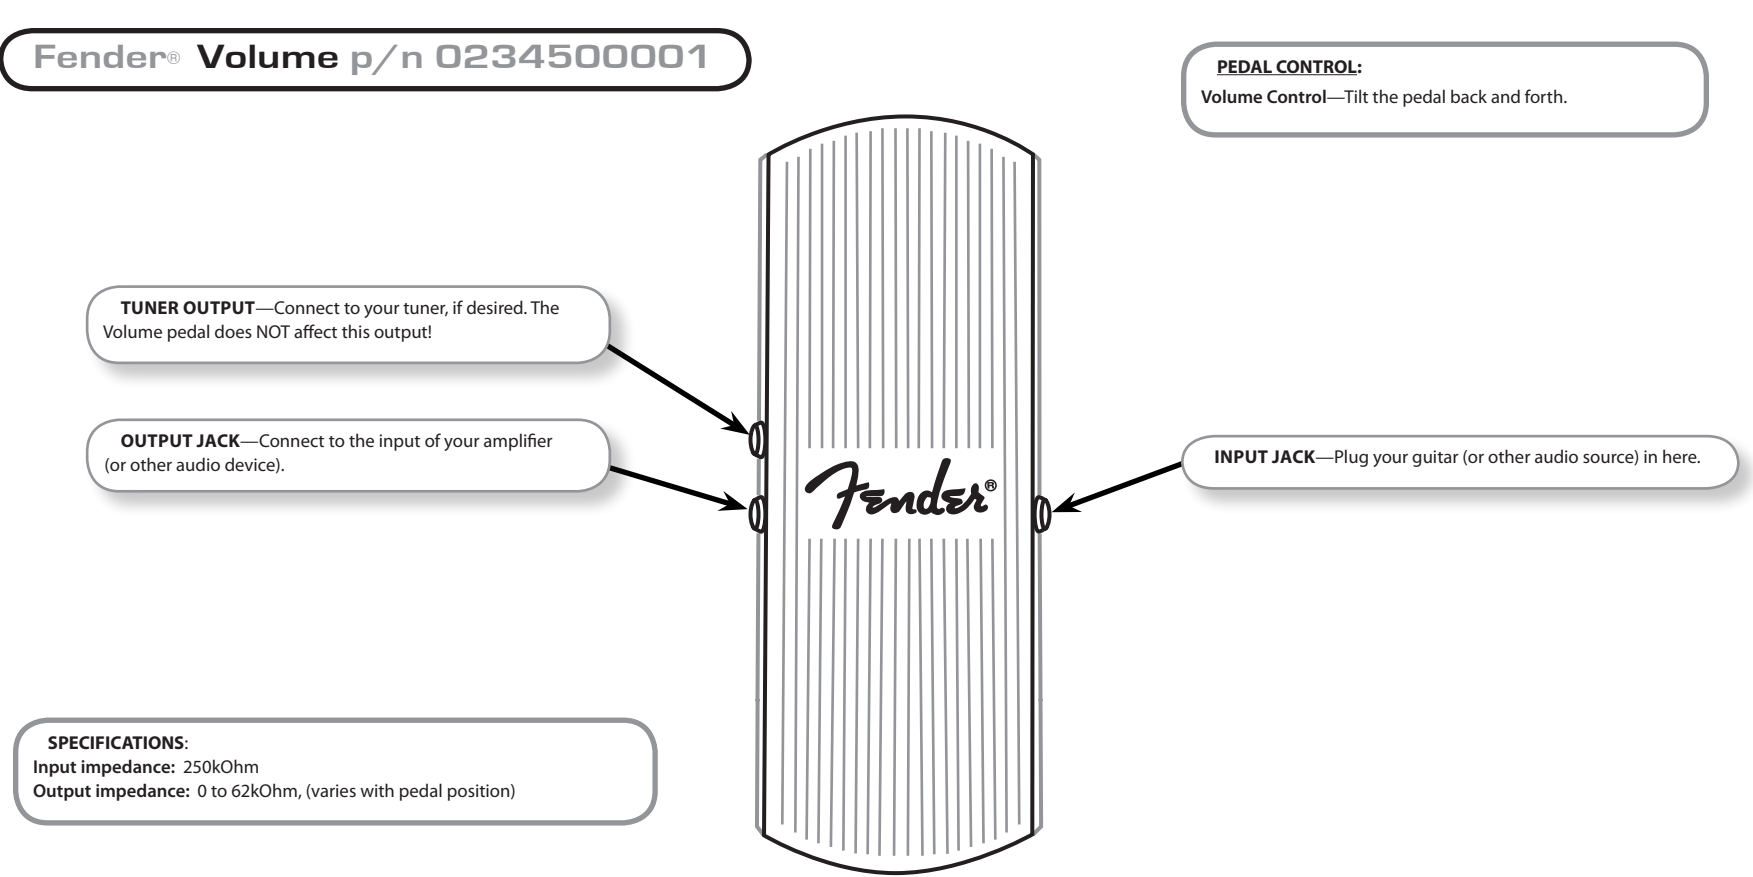 Fender® Volume p/n 0234500001
PEDAL CONTROL:
Volume Control—Tilt the pedal back and forth.
TUNER OUTPUT—Connect to your tuner, if desired. The
Volume pedal does NOT affect this output!
OUTPUT JACK—Connect to the input of your amplifier
(or other audio device).
Fender®
INPUT JACK—Plug your guitar (or other audio source) in here.
SPECIFICATIONS:
Input impedance: 250kOhm
Output impedance: 0 to 62kOhm, (varies with pedal position)